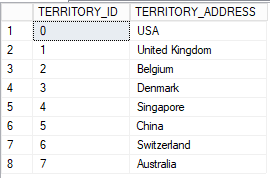 TERRITORY_ID TERRITORY_ADDRESS
1 0 USA
2 1 United Kingdom
3 2 Belgium
4 3 Denmark
5 4 Singapore
6 5 China
7 6 Switzerland
8 7 Australia